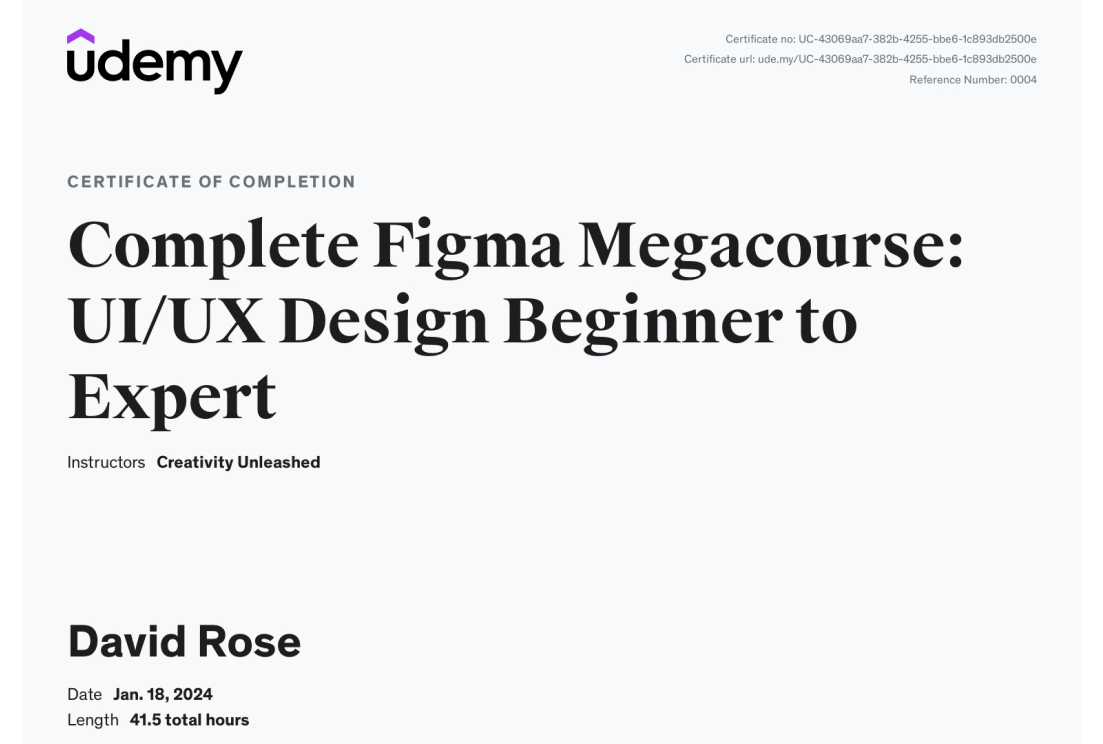 udemy
Certificate no: UC-43069aa7-382b-4255-bbe6-1c893db2500e
Certificate url: ude.my/UC-43069aa7-382b-4255-bbe6-1c893db2500e
Reference Number: 0004
CERTIFICATE OF COMPLETION
Complete Figma Megacourse:
UI/UX Design Beginner to
Expert
Instructors Creativity Unleashed
David Rose
Date Jan. 18, 2024
Length 41.5 total hours